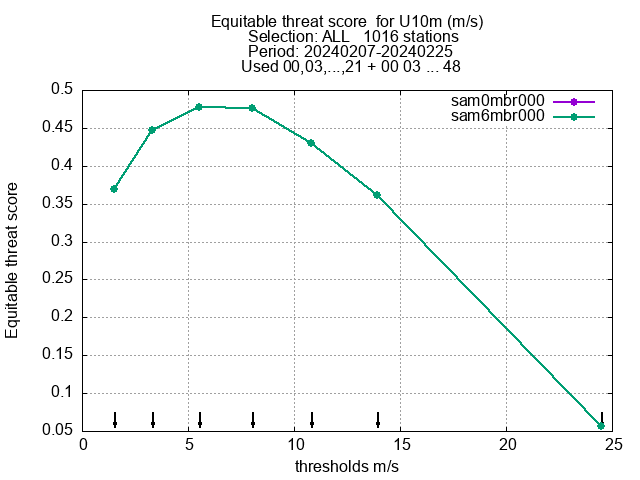 Equitable threat score  for U10m (m/s)
Selection: ALL   1016 stations
Period: 20240207-20240225
Used 00,03,...,21 + 00 03 ... 48
sam0mbr000
sam6mbr000
0.5
0.45
0.4
0.35
0.3
0.25
0.2
0.15
0.1
0.05
Equitable threat score
0 5 10 15 20 25
thresholds m/s